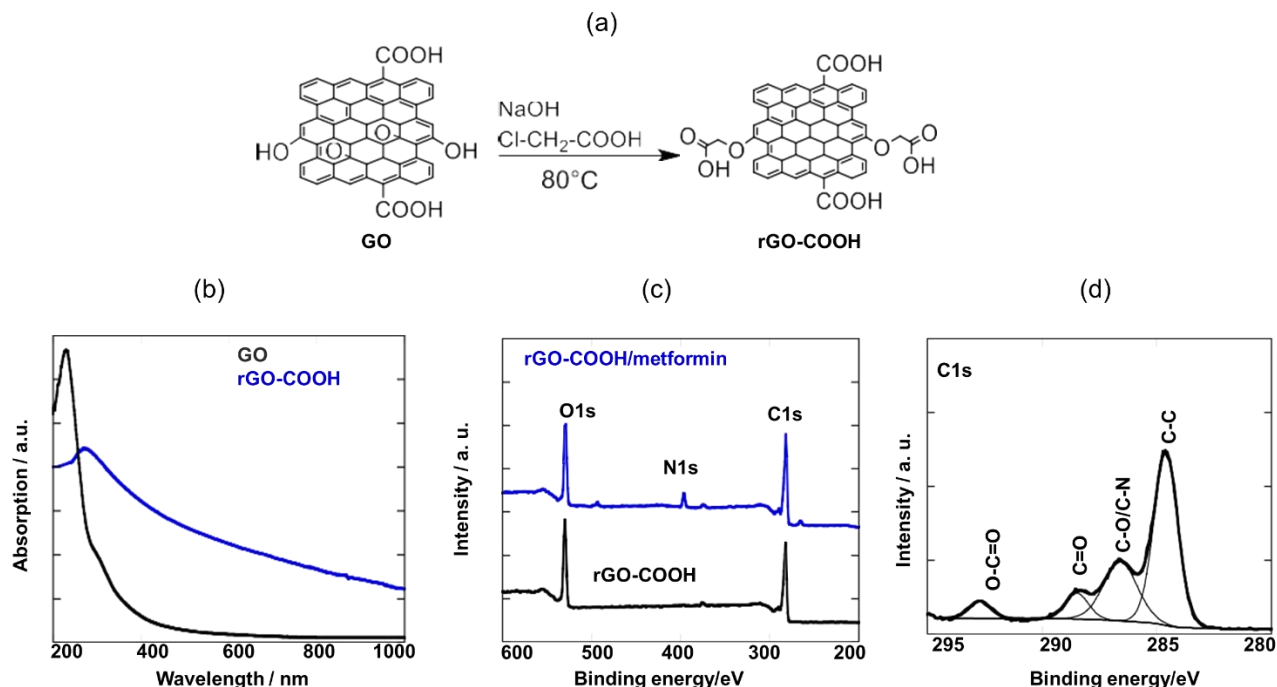 (a)
COOH
COOH
NaOH
Cl-CH2-COOH
80°C
HO
O
O
OH
COOH
GO
O
OH
O
O
O
OH
COOH
rGO-COOH
(b)
(c)
(d)
GO
rGO-COOH
Absorption / a.u.
200 400 600 800 1000
Wavelength / nm
rGO-COOH/metformin
O1s
C1s
N1s
rGO-COOH
Intensity / a. u.
600 500 400 300 200
Binding energy/eV
C1s
O-C=O
C=O
C-O/C-N
C-C
Intensity / a. u.
295 290 285 280
Binding energy/eV